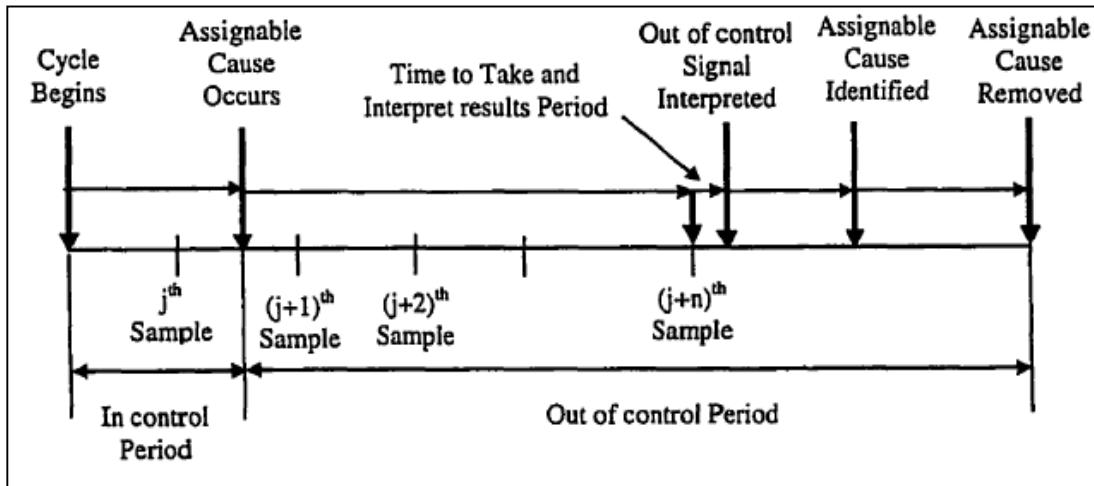 Cycle
Begins
Assignable
Cause
Occurs
Time to Take and
Interpret results Period
Out of control
Signal
Interpreted
Assignable
Cause
Identified
Assignable
Cause
Removed
jth
Sample
(j+1)th
Sample
(j+2)th
Sample
(j+n)th
Sample
In control
Period
Out of control Period